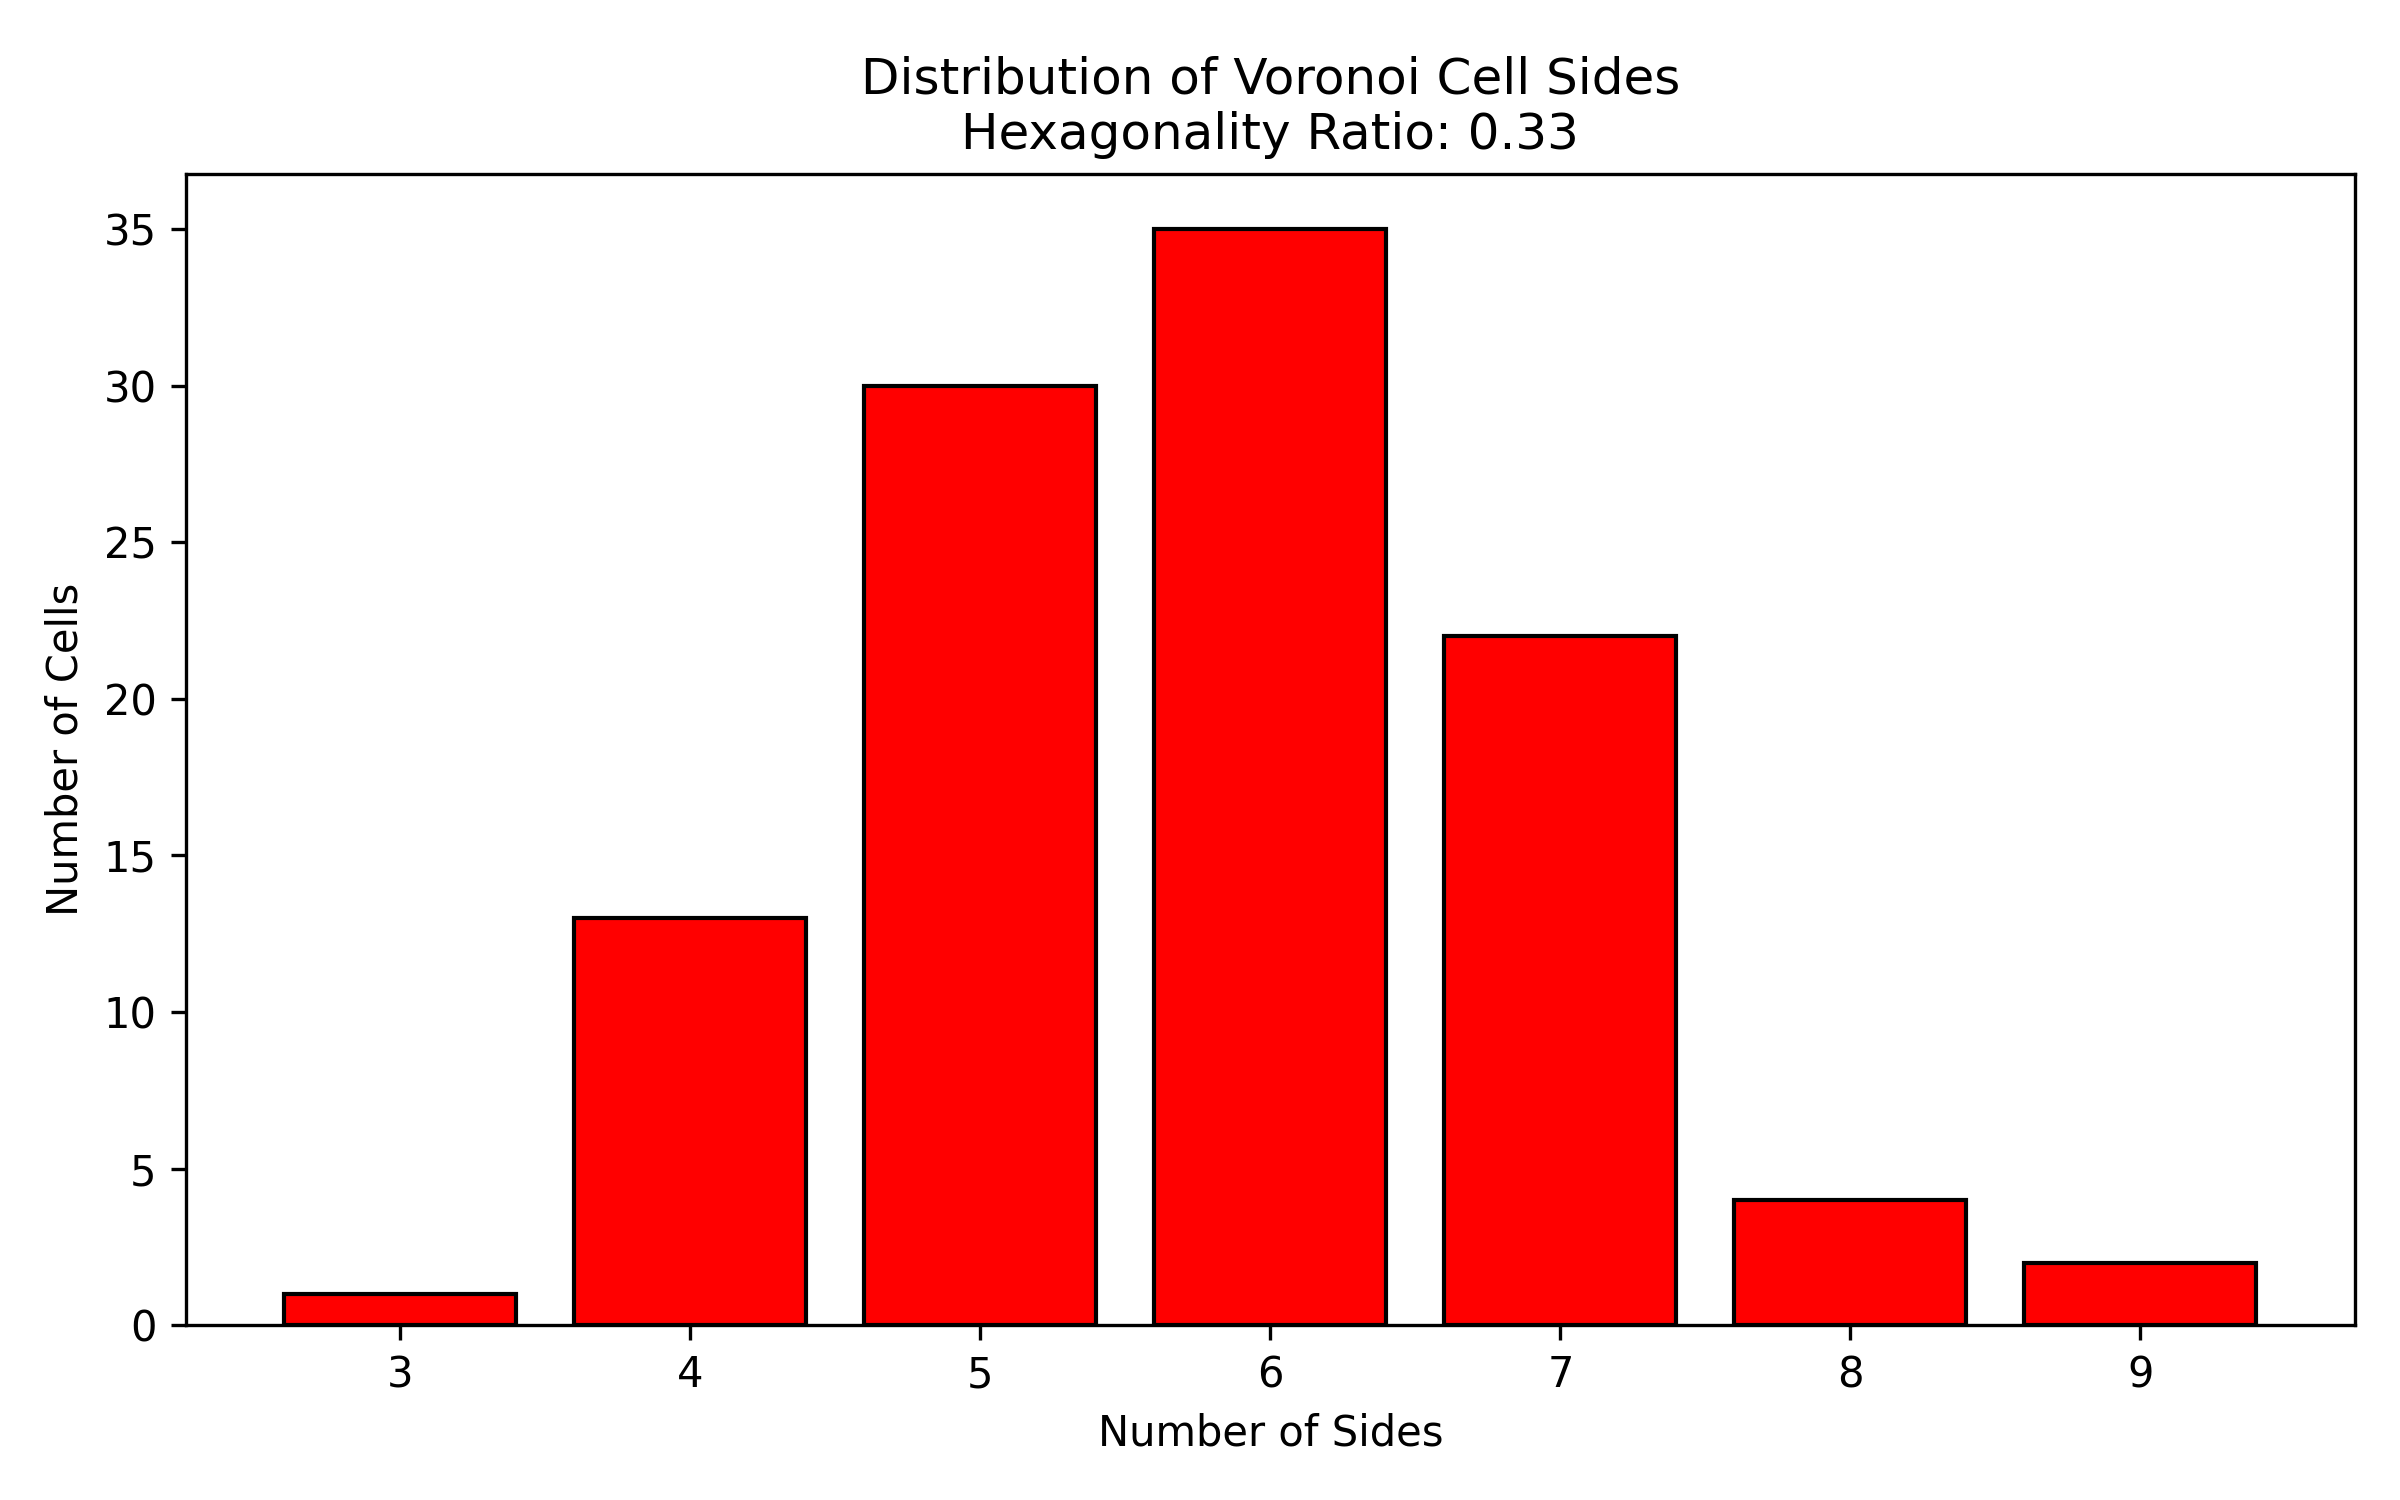 Distribution of Voronoi Cell Sides
Hexagonality Ratio: 0.33
Number of Cells
35
30
25
20
15
10
5
0
3 4 5 6 7 8 9
Number of Sides